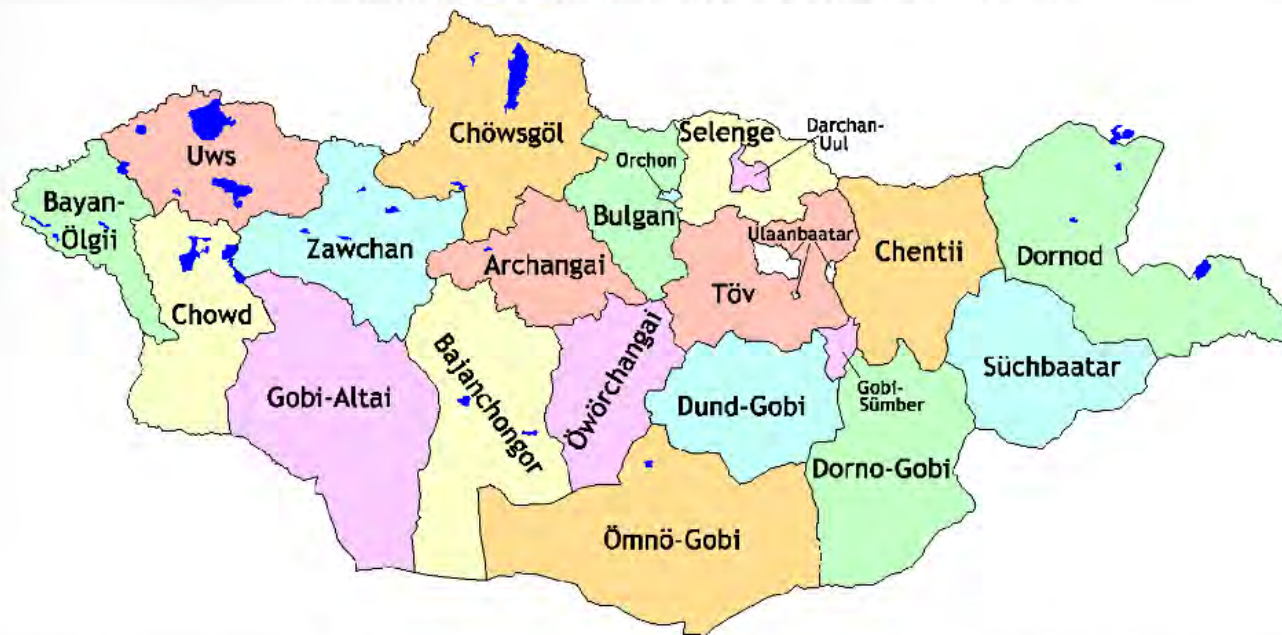 Chöwsgöl
Selenge
Darchan-
Uul
Uws
Orchon
Bayan-
Ölgii
Bulgan
Zawchan
Archangai
Ulaanbaatar
Chentii
Dornod
Töv
Chowd
Bajanchongor
Öwörchangai
Gobi-Altai
Dund-Gobi
Gobi-
Sümber
Süchbaatar
Dorno-Gobi
Ömnö-Gobi